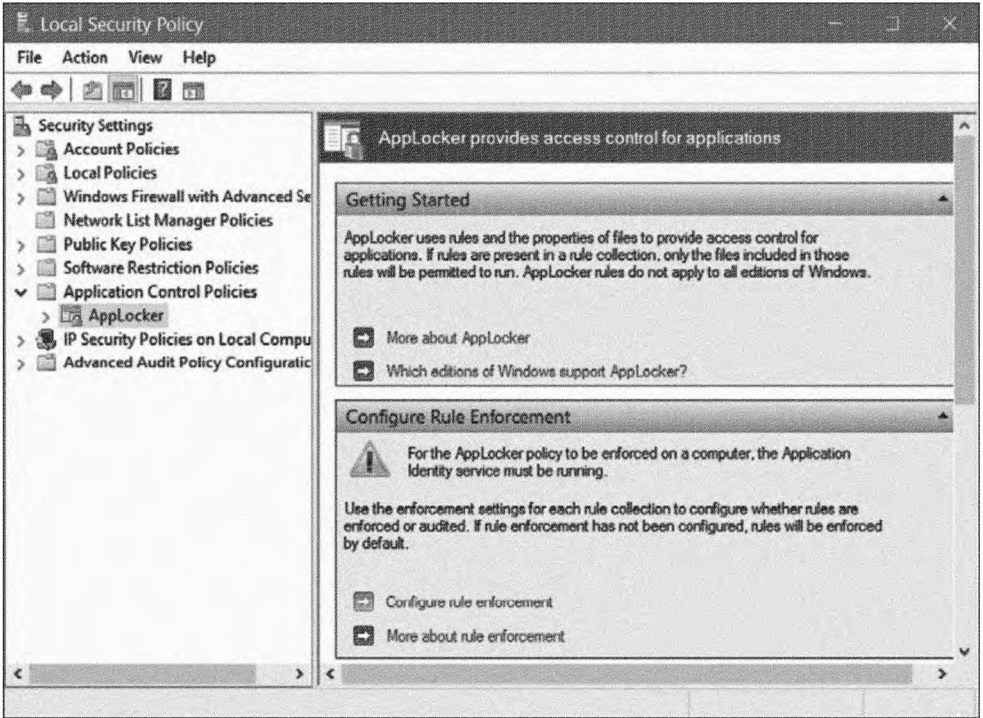 Local Security Policy
File Action View Help
Security Settings
Account Policies
Local Policies
Windows Firewall with Advanced Se
Network List Manager Policies
Public Key Policies
Software Restriction Policies
Application Control Policies
AppLocker
IP Security Policies on Local Compu
Advanced Audit Policy Configuratic
AppLocker provides access control for applications
Getting Started
AppLocker uses rules and the properties of files to provide access control for
applications. If rules are present in a rule collection, only the files included in those
rules will be permitted to run. AppLocker rules do not apply to all editions of Windows.
More about AppLocker
Which editions of Windows support AppLocker?
Configure Rule Enforcement
For the AppLocker policy to be enforced on a computer, the Application
Identity service must be running.
Use the enforcement settings for each rule collection to configure whether rules are
enforced or audited. If rule enforcement has not been configured, rules will be enforced
by default.
Configure rule enforcement
More about rule enforcement